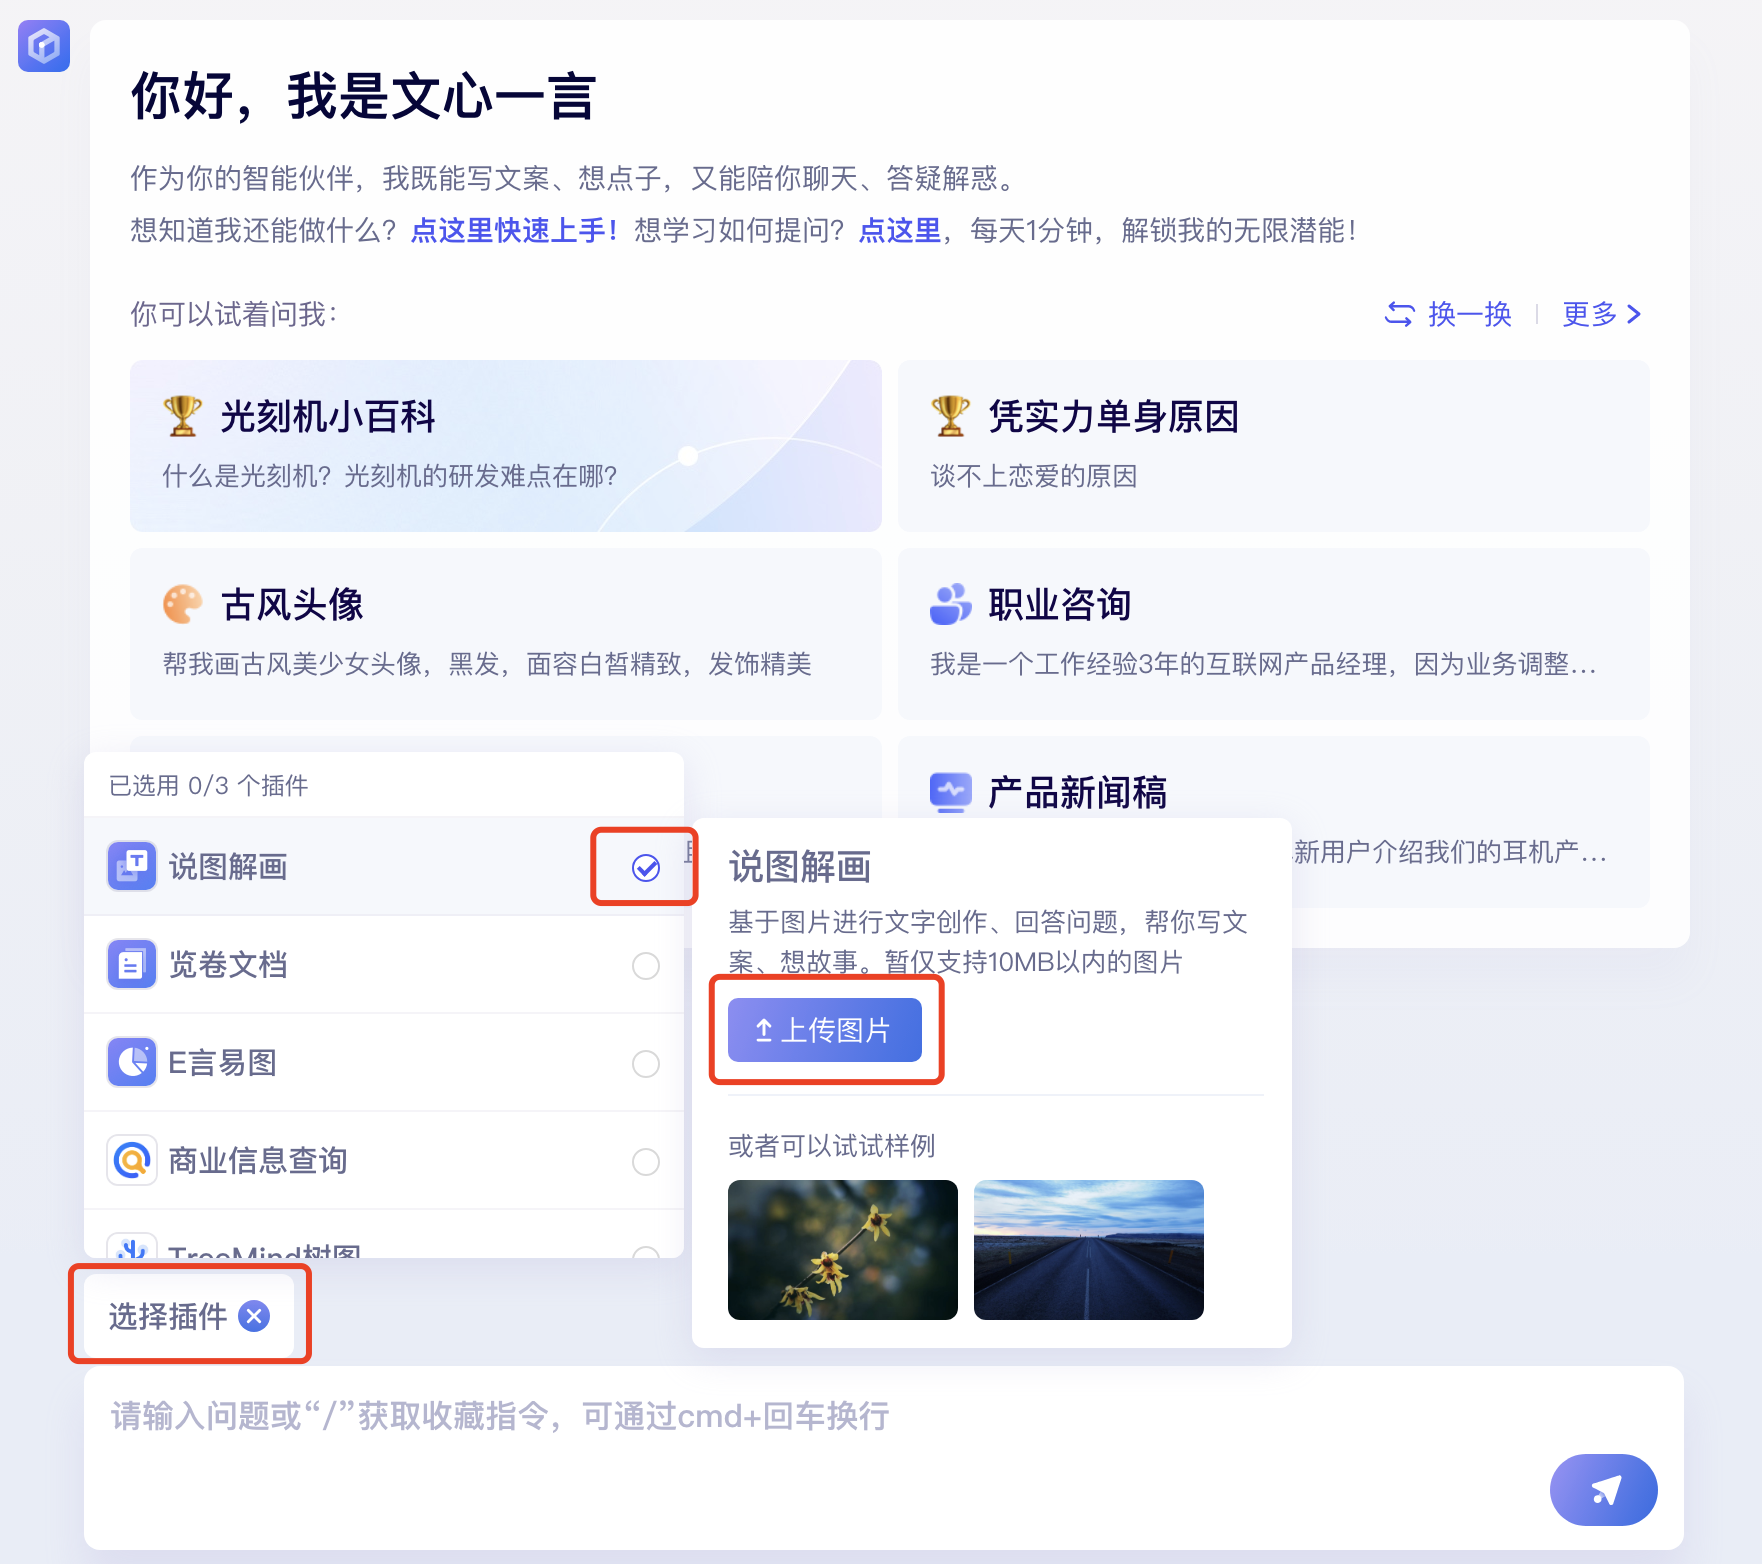 你好，我是文心一言
作为你的智能伙伴，我既能写文案、想点子，又能陪你聊天、答疑解惑。
想知道我还能做什么？点这里快速上手！想学习如何提问？点这里，每天1分钟，解锁我的无限潜能！
你可以试着问我：
换一换
更多
光刻机小百科
什么是光刻机？光刻机的研发难点在哪？
凭实力单身原因
谈不上恋爱的原因
古风头像
帮我画古风美少女头像，黑发，面容白皙精致，发饰精美
职业咨询
我是一个工作经验3年的互联网产品经理，因为业务调整...
产品新闻稿
新用户介绍我们的耳机产...
已选用 0/3 个插件
说图解画
览卷文档
E言易图
商业信息查询
TreeMind树图
选择插件
说图解画
基于图片进行文字创作、回答问题，帮你写文
案、想故事。暂仅支持10MB以内的图片
上传图片
或者可以试试样例
请输入问题或“/”获取收藏指令，可通过cmd+回车换行